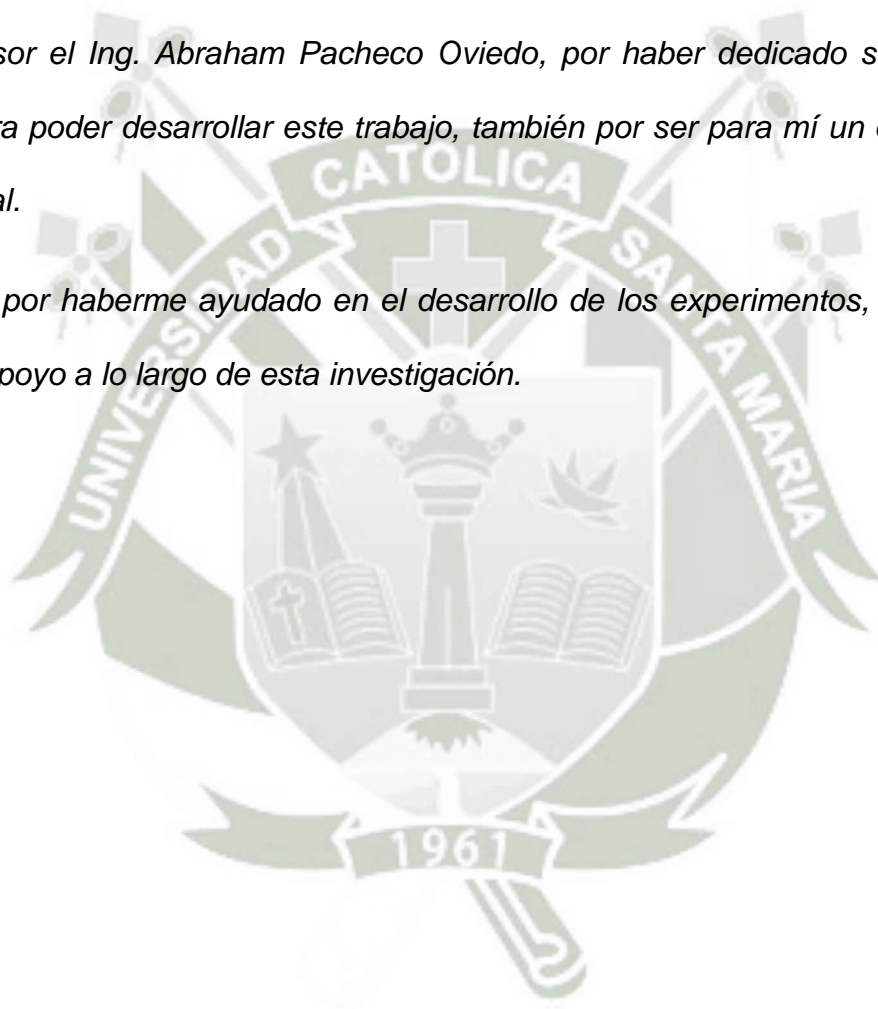 sor el Ing. Abraham Pacheco Oviedo, por haber dedicado s
ra poder desarrollar este trabajo, también por ser para mí un
al.
por haberme ayudado en el desarrollo de los experimentos,
poyo a lo largo de esta investigación.
UNIVERSIDAD CATÓLICA SANTA MARIA
1961